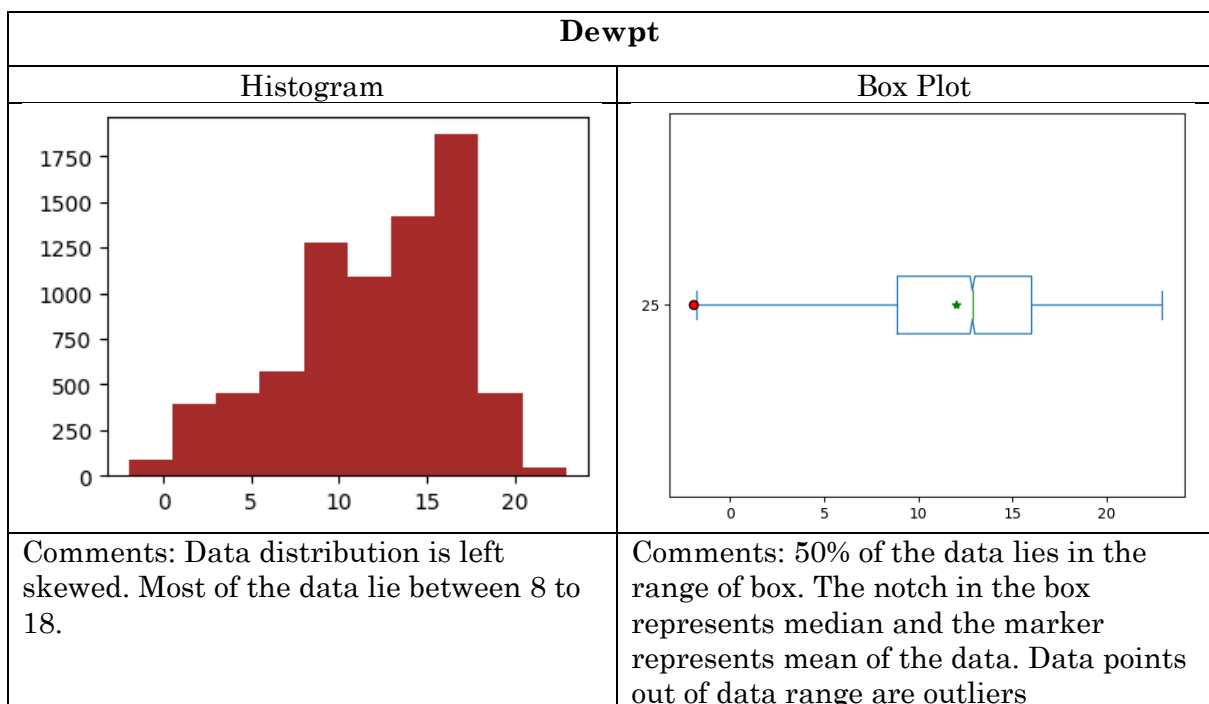 Dewpt
Histogram
Box Plot
1750
1500
1250
1000
750
500
250
0
0 5 10 15 20
25
0 5 10 15 20
Comments: Data distribution is left
skewed. Most of the data lie between 8 to
18.
Comments: 50% of the data lies in the
range of box. The notch in the box
represents median and the marker
represents mean of the data. Data points
out of data range are outliers